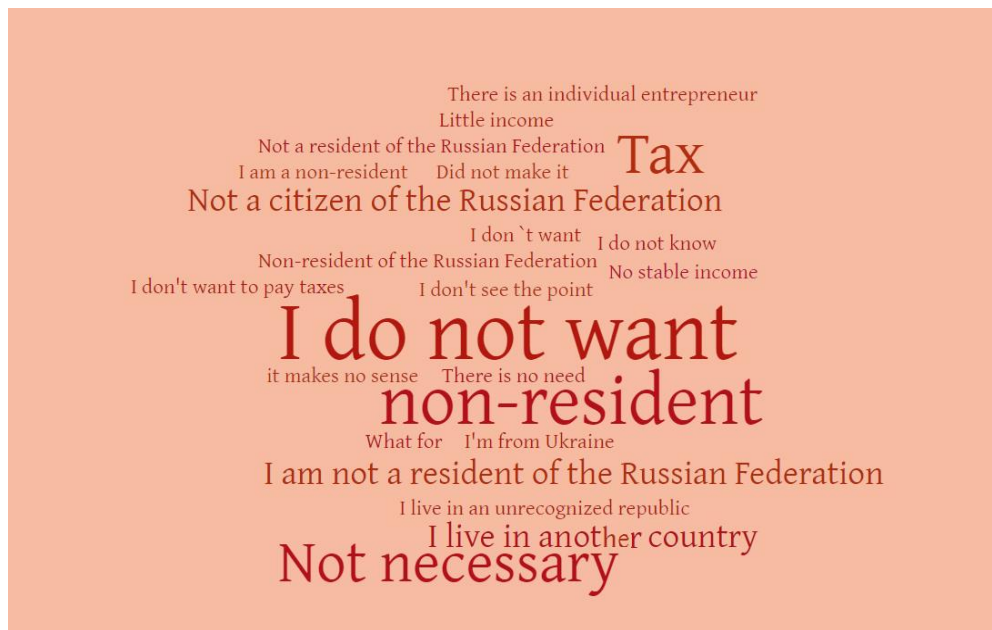 There is an individual entrepreneur
Little income
Not a resident of the Russian Federation
Tax
I am a non-resident
Did not make it
Not a citizen of the Russian Federation
I don `t want
I do not know
Non-resident of the Russian Federation
No stable income
I don't want to pay taxes
I don't see the point
I do not want
it makes no sense
There is no need
non-resident
What for
I'm from Ukraine
I am not a resident of the Russian Federation
I live in an unrecognized republic
I live in another country
Not necessary